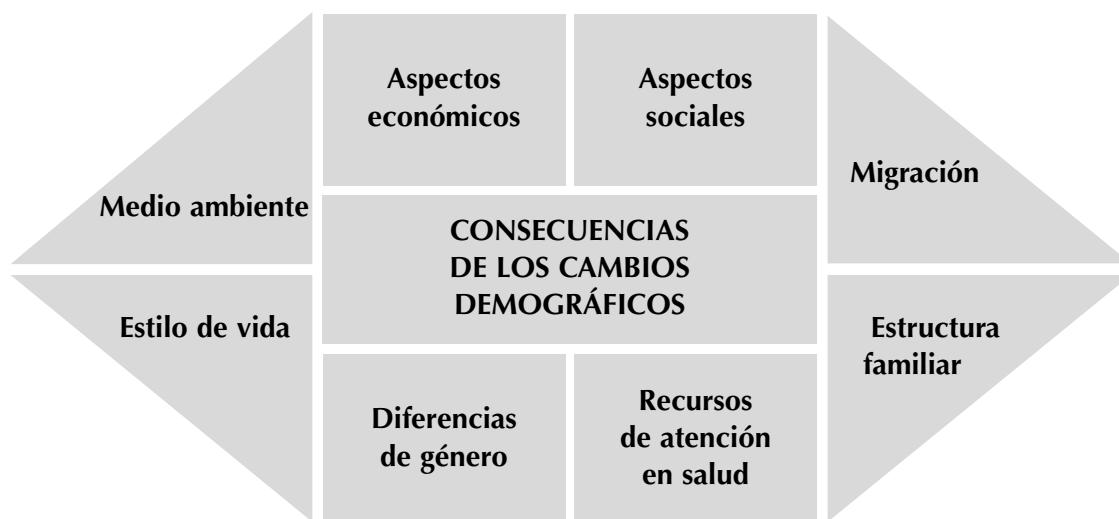 Aspectos
económicos
Aspectos
sociales
Migración
Medio ambiente
CONSECUENCIAS
DE LOS CAMBIOS
DEMOGRÁFICOS
Estilo de vida
Estructura
familiar
Diferencias
de género
Recursos
de atención
en salud